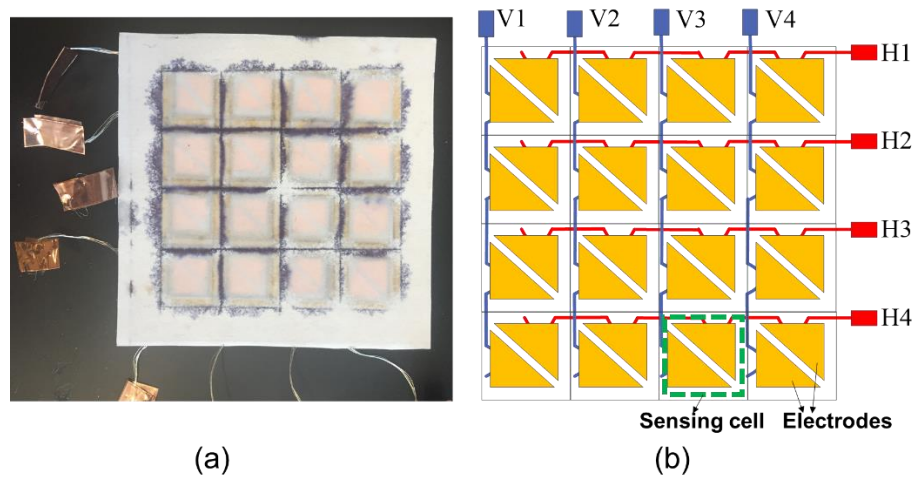 V1 V2 V3 V4
H1
H2
H3
H4
Sensing cell Electrodes
(a) (b)